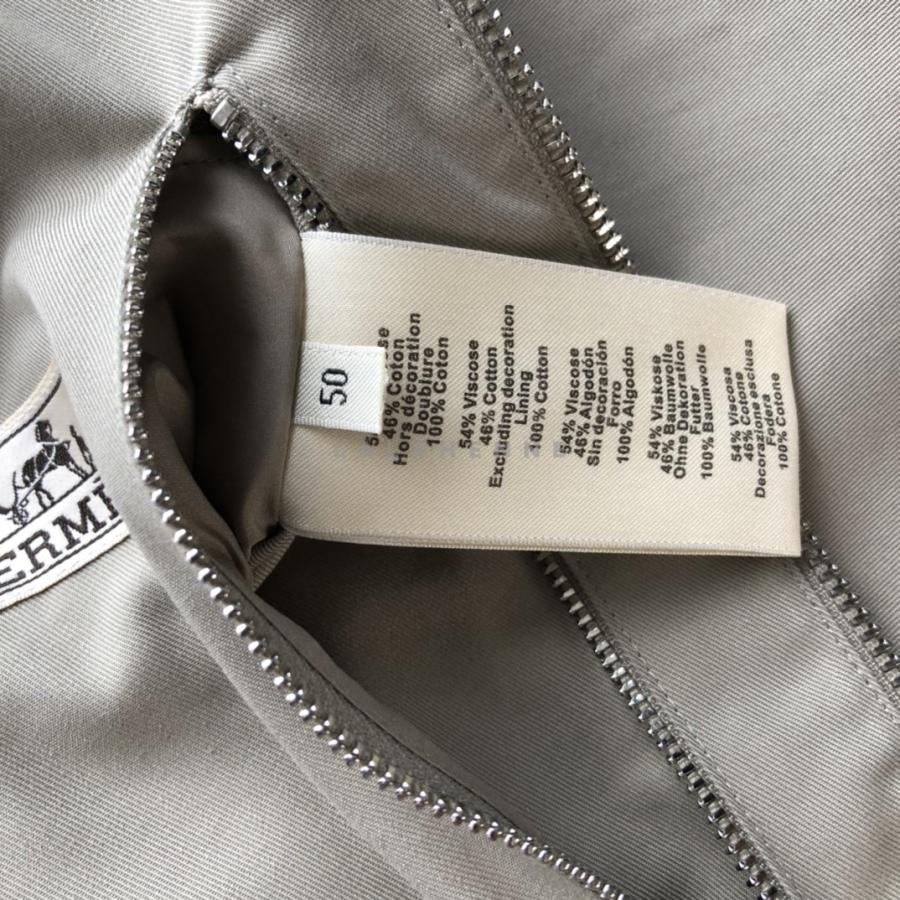 50
46% Coton
Hors décoration
Doublure
100% Coton
54% Viscose
46% Cotton
Excluding decoration
Lining
100% Cotton
54% Viscose
46% Algodón
Sin decoración
Forro
100% Algodón
54% Viskose
46% Baumwolle
Ohne Dekoration
Futter
100% Baumwolle
54% Viscosa
46% Cotone
Decorazione esclusa
Fodera
100% Cotone